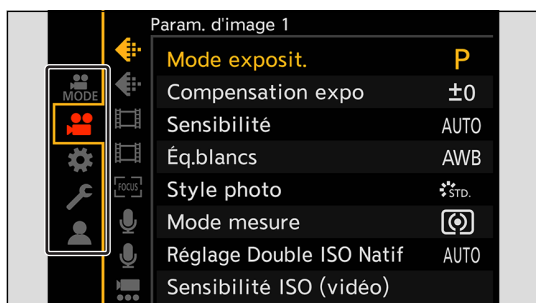 Param. d'image 1
MODE
FOCUS
Mode exposit. P
Compensation expo ±0
Sensibilité AUTO
Éq.blancs AWB
Style photo STD.
Mode mesure
Réglage Double ISO Natif AUTO
Sensibilité ISO (vidéo)